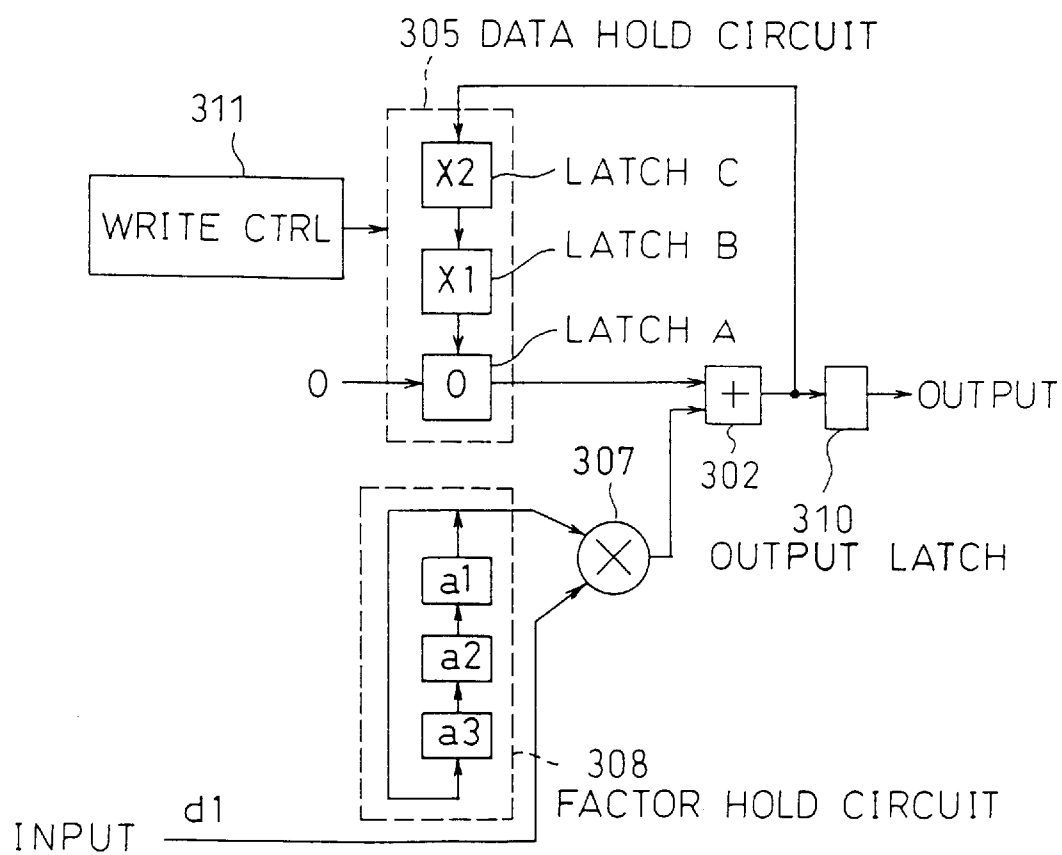 305 DATA HOLD CIRCUIT
311
X2
LATCH C
WRITE CTRL
X1
LATCH B
LATCH A
0
0
+
OUTPUT
302
307
310
OUTPUT LATCH
a1
a2
a3
308
FACTOR HOLD CIRCUIT
d1
INPUT